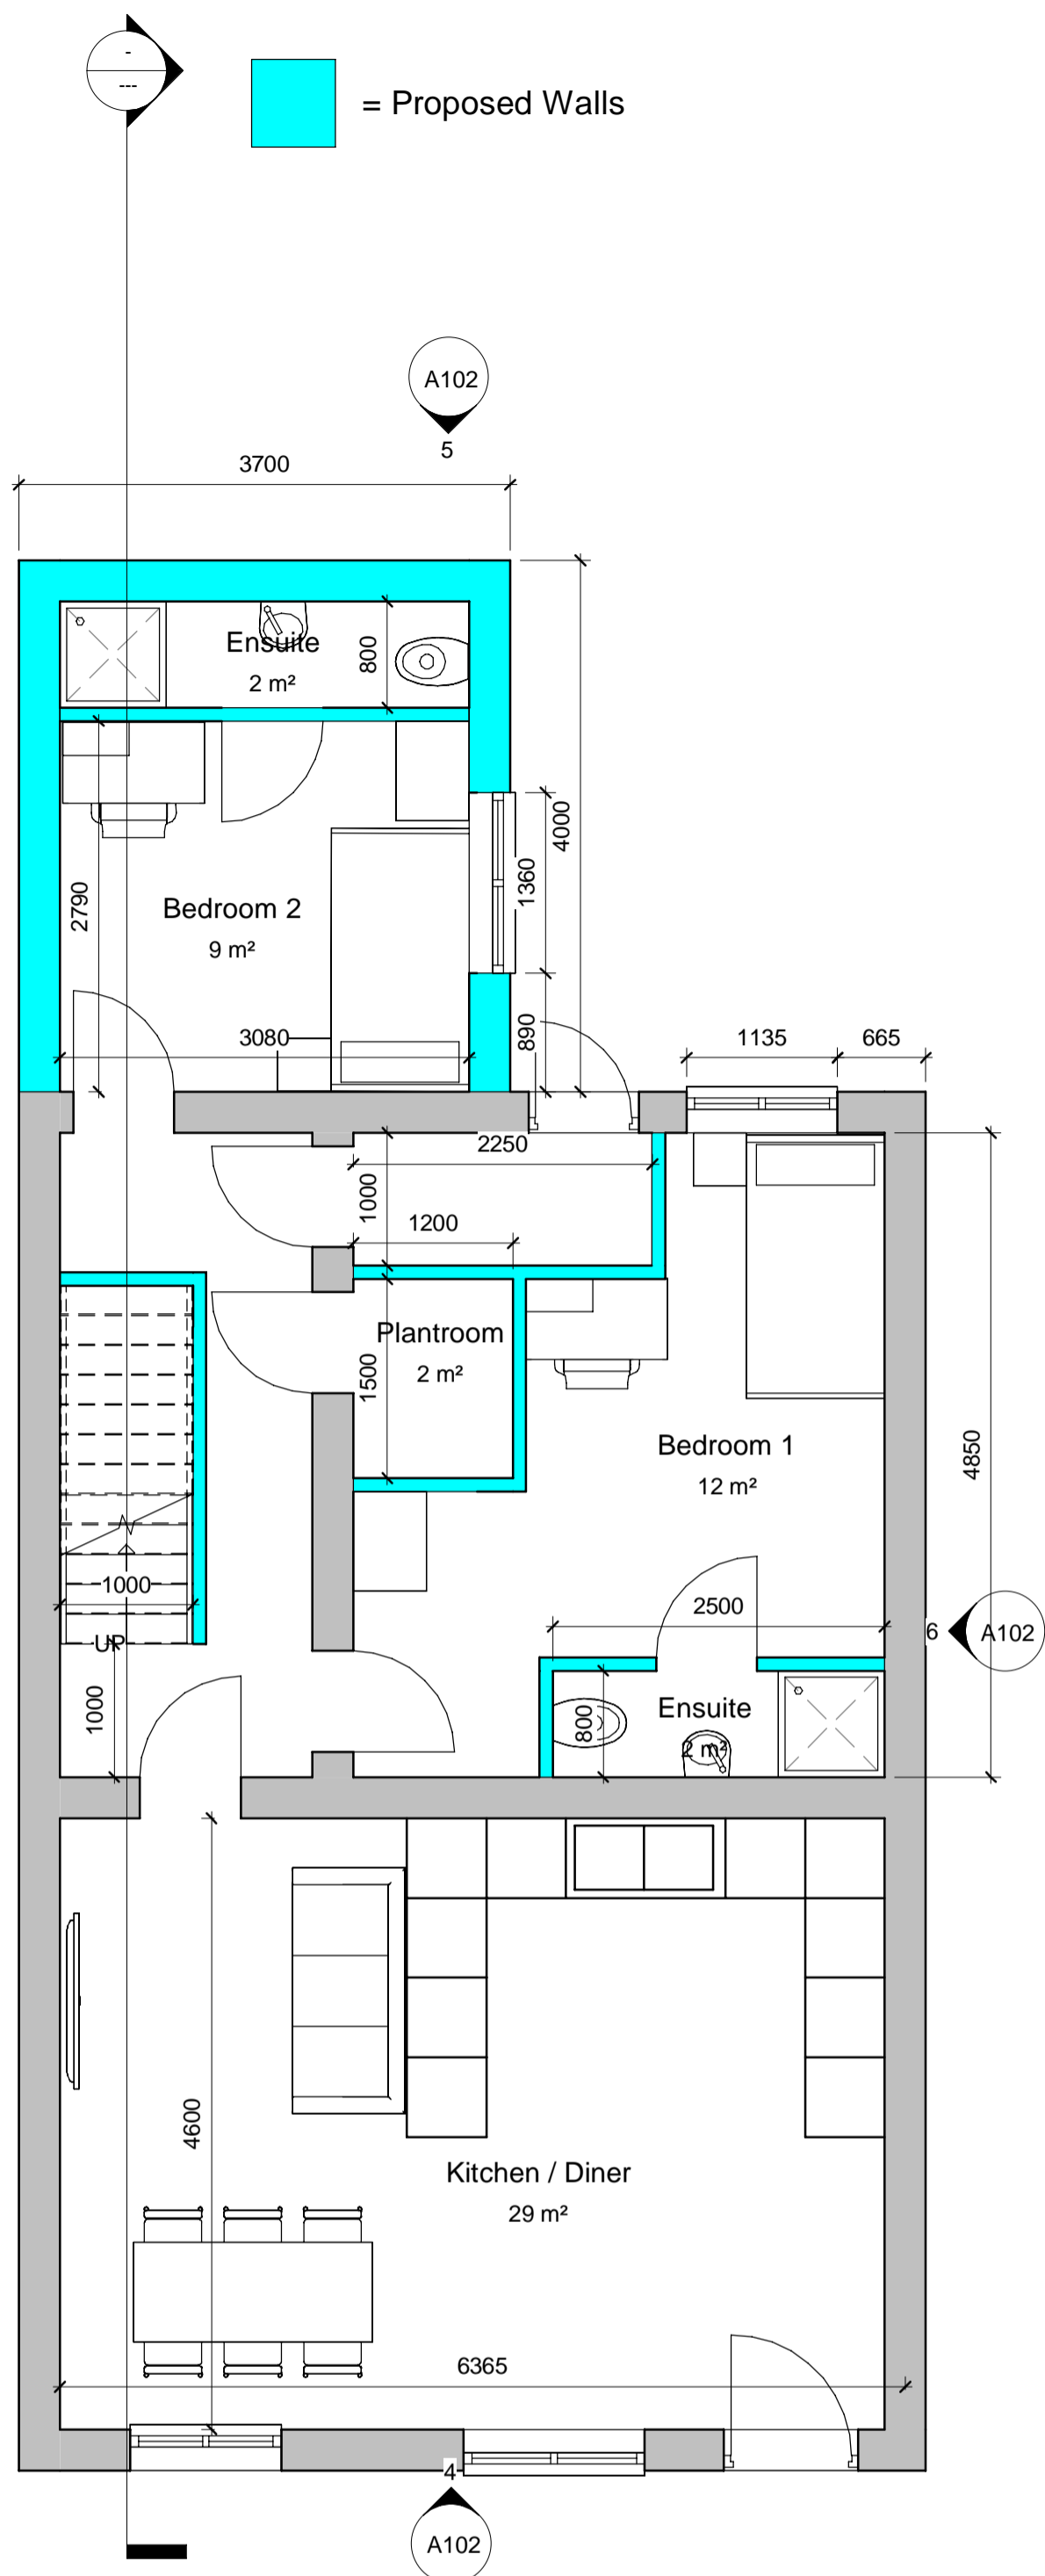 -
---
= Proposed Walls
A102
5
3700
Ensuite
2 m²
800
4000
1360
2790
Bedroom 2
9 m²
890
3080
1135
665
2250
1000
1200
Plantroom
2 m²
1500
Bedroom 1
12 m²
4850
1000
2500
6
A102
UP
1000
Ensuite
2 m²
800
4600
Kitchen / Diner
29 m²
6365
4
A102